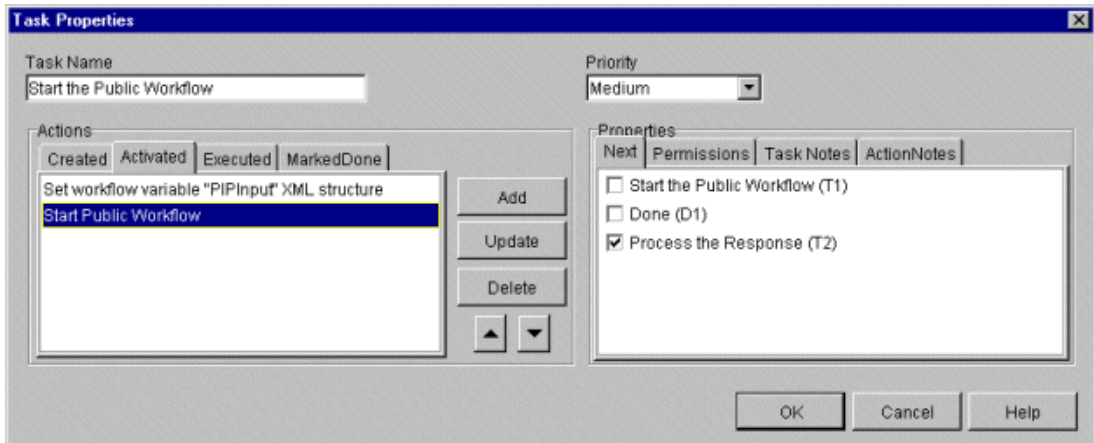 Task Properties
Task Name
Priority
Start the Public Workflow
Medium
Actions
Created Activated Executed MarkedDone
Set workflow variable "PIPInput" XML structure
Start Public Workflow
Add
Update
Delete
Properties
Next Permissions Task Notes ActionNotes
Start the Public Workflow (T1)
Done (D1)
Process the Response (T2)
OK Cancel Help